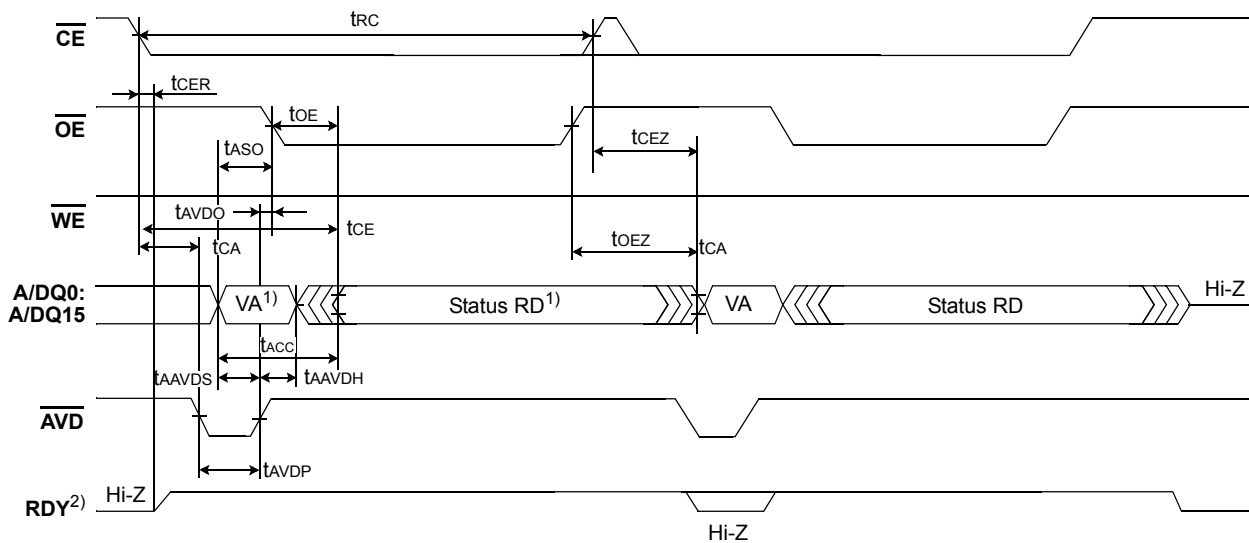 CE
tRC
tCER
OE
tOE
tASO
tCEZ
WE
tAVDO
tCE
tCA
tOEZ
tCA
A/DQ0:
A/DQ15
VA1)
Status RD1)
VA
Status RD
Hi-Z
tACC
tAAVDS
tAAVDH
AVD
tAVDP
Hi-Z
RDY2)
Hi-Z